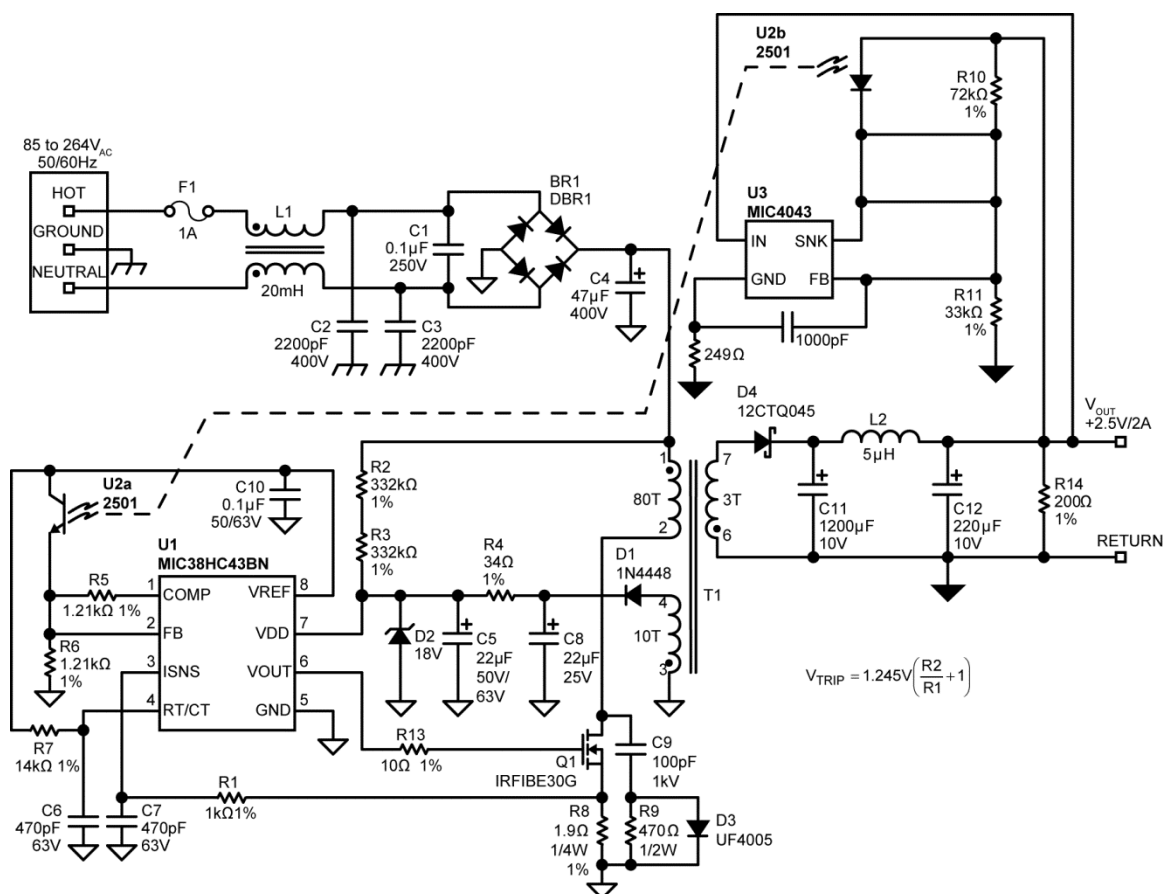 U2b
2501
R10
72kΩ
1%
85 to 264VAC
50/60Hz
HOT
GROUND
NEUTRAL
F1
1A
L1
20mH
C1
0.1µF
250V
BR1
DBR1
C2
2200pF
400V
C3
2200pF
400V
C4
47µF
400V
U3
MIC4043
IN
SNK
GND
FB
R11
33kΩ
1%
1000pF
249Ω
D4
12CTQ045
L2
5µH
VOUT
+2.5V/2A
U2a
2501
C10
0.1µF
50/63V
R2
332kΩ
1%
R3
332kΩ
1%
1
80T
2
7
3T
6
C11
1200µF
10V
C12
220µF
10V
R14
200Ω
1%
RETURN
U1
MIC38HC43BN
R5
1.21kΩ 1%
R6
1.21kΩ
1%
1
COMP
VREF
8
2
FB
VDD
7
3
ISNS
VOUT
6
4
RT/CT
GND
5
R4
34Ω
1%
D1
1N4448
4
10T
3
T1
D2
18V
C5
22µF
50V/
63V
C8
22µF
25V
VTRIP = 1.245V(R2/R1 + 1)
R7
14kΩ 1%
R13
10Ω 1%
Q1
IRFIBE30G
C9
100pF
1kV
R1
1kΩ1%
C6
470pF
63V
C7
470pF
63V
R8
1.9Ω
1/4W
1%
R9
470Ω
1/2W
D3
UF4005